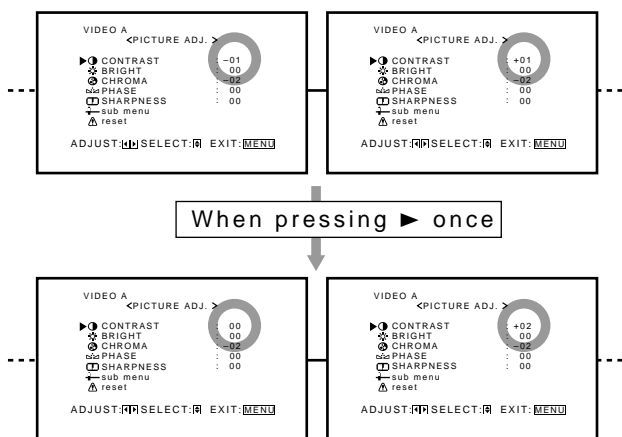 VIDEO A
<PICTURE ADJ. >
▶ CONTRAST : –01
BRIGHT : 00
CHROMA : –02
PHASE : 00
SHARPNESS : 00
sub menu
reset
ADJUST:◀▶ SELECT: EXIT: MENU
VIDEO A
<PICTURE ADJ. >
▶ CONTRAST : +01
BRIGHT : 00
CHROMA : –02
PHASE : 00
SHARPNESS : 00
sub menu
reset
ADJUST:◀▶ SELECT: EXIT: MENU
When pressing ► once
VIDEO A
<PICTURE ADJ. >
▶ CONTRAST : 00
BRIGHT : 00
CHROMA : –02
PHASE : 00
SHARPNESS : 00
sub menu
reset
ADJUST:◀▶ SELECT: EXIT: MENU
VIDEO A
<PICTURE ADJ. >
▶ CONTRAST : +02
BRIGHT : 00
CHROMA : –02
PHASE : 00
SHARPNESS : 00
sub menu
reset
ADJUST:◀▶ SELECT: EXIT: MENU